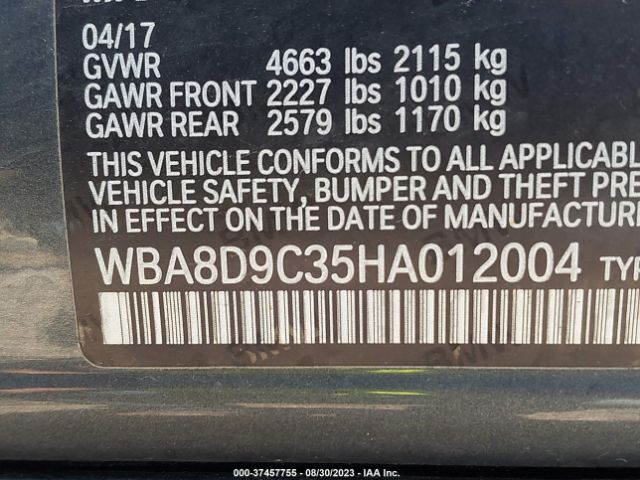 04/17
GVWR 4663 lbs 2115 kg
GAWR FRONT 2227 lbs 1010 kg
GAWR REAR 2579 lbs 1170 kg
THIS VEHICLE CONFORMS TO ALL APPLICABL
VEHICLE SAFETY, BUMPER AND THEFT PRE
IN EFFECT ON THE DATE OF MANUFACTUR
WBA8D9C35HA012004 TYP
000-37457755 - 08/30/2023 - IAA Inc.